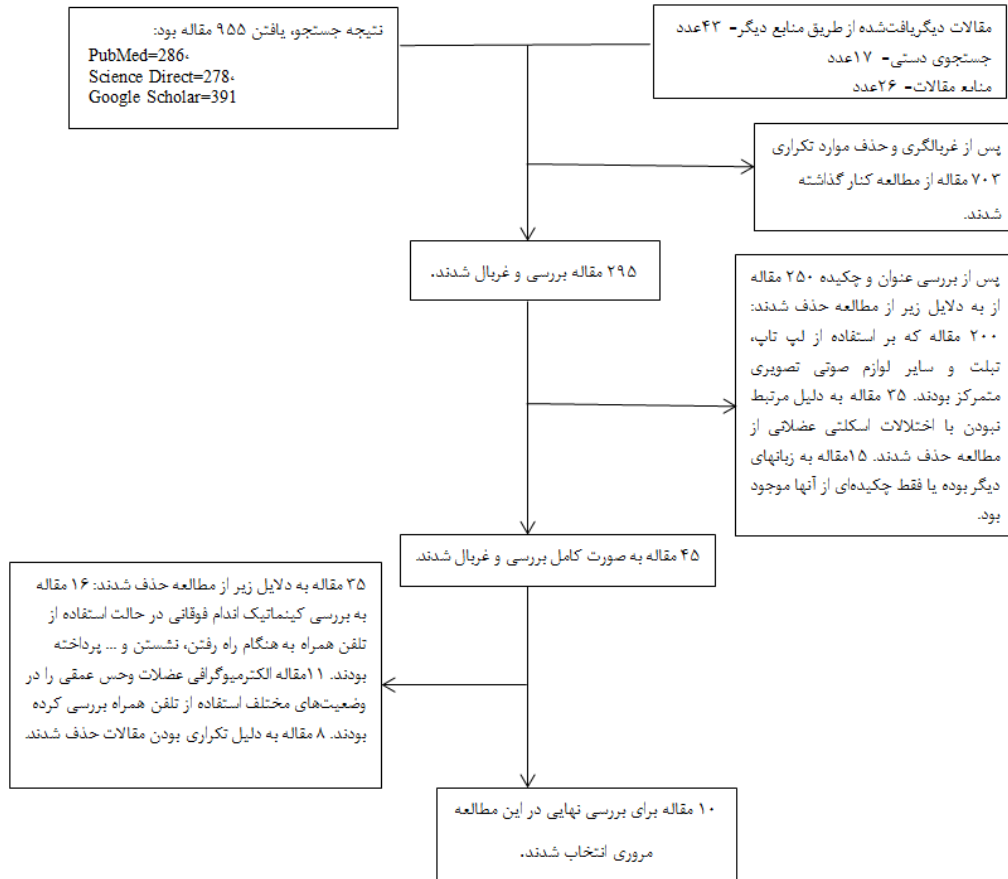 نتیجه جستجو، یافتن ۹۵۵ مقاله بود:
PubMed=286،
Science Direct=278،
Google Scholar=391
مقالات دیگریافت‌شده از طریق منابع دیگر- ۴۳عدد
جستجوی دستی- ۱۷عدد
منابع مقالات- ۲۶عدد
پس از غربالگری و حذف موارد تکراری
۷۰۳ مقاله از مطالعه کنار گذاشته
شدند.
۲۹۵ مقاله بررسی و غربال شدند.
پس از بررسی عنوان و چکیده ۲۵۰ مقاله
از به دلایل زیر از مطالعه حذف شدند:
۲۰۰ مقاله که بر استفاده از لپ تاپ،
تبلت و سایر لوازم صوتی تصویری
متمرکز بودند. ۳۵ مقاله به دلیل مرتبط
نبودن با اختلالات اسکلتی عضلانی از
مطالعه حذف شدند. ۱۵مقاله به زبانهای
دیگر بوده یا فقط چکیده‌ای از آنها موجود
بود.
۴۵ مقاله به صورت کامل بررسی و غربال شدند.
۳۵ مقاله به دلایل زیر از مطالعه حذف شدند: ۱۶ مقاله
به بررسی کینماتیک اندام فوقانی در حالت استفاده از
تلفن همراه به هنگام راه رفتن، نشستن و ... پرداخته
بودند. ۱۱مقاله الکترمیوگرافی عضلات وحس عمقی را در
وضعیت‌های مختلف استفاده از تلفن همراه بررسی کرده
بودند. ۸ مقاله به دلیل تکراری بودن مقالات حذف شدند.
۱۰ مقاله برای بررسی نهایی در این مطالعه
مروری انتخاب شدند.